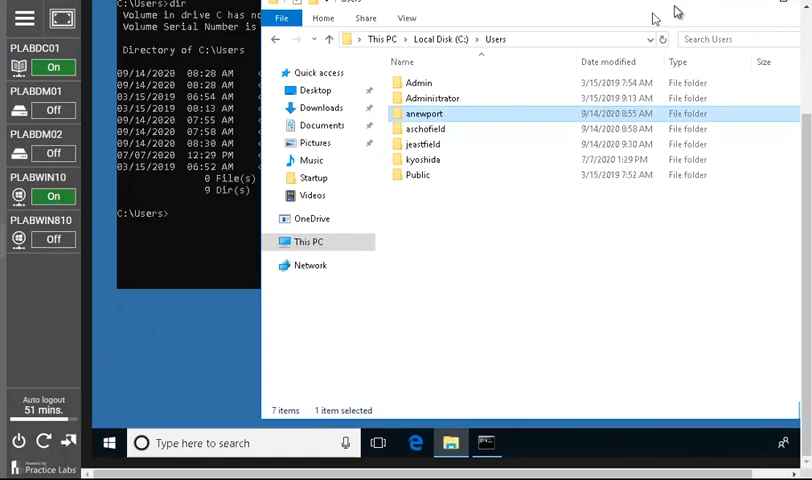 PLABDC01
On
PLABDM01
Off
PLABDM02
Off
PLABWIN10
On
PLABWIN810
Off
Auto logout
51 mins.
Powered by
Practice Labs
C:\Users>dir
Volume in drive C has no
Volume Serial Number is
Directory of C:\Users
09/14/2020 08:28 AM
09/14/2020 08:28 AM
03/15/2019 06:54 AM
03/15/2019 08:13 AM
09/14/2020 07:55 AM
09/14/2020 07:58 AM
09/14/2020 08:30 AM
07/07/2020 12:29 PM
03/15/2019 06:52 AM
0 File(s)
9 Dir(s)
C:\Users>
File Home Share View
This PC > Local Disk (C:) > Users
Search Users
Quick access
Desktop
Downloads
Documents
Pictures
Music
Startup
Videos
OneDrive
This PC
Network
Name Date modified Type Size
Admin 3/15/2019 7:54 AM File folder
Administrator 3/15/2019 9:13 AM File folder
anewport 9/14/2020 8:55 AM File folder
aschofield 9/14/2020 8:58 AM File folder
jeastfield 9/14/2020 9:30 AM File folder
kyoshida 7/7/2020 1:29 PM File folder
Public 3/15/2019 7:52 AM File folder
7 items 1 item selected
Type here to search